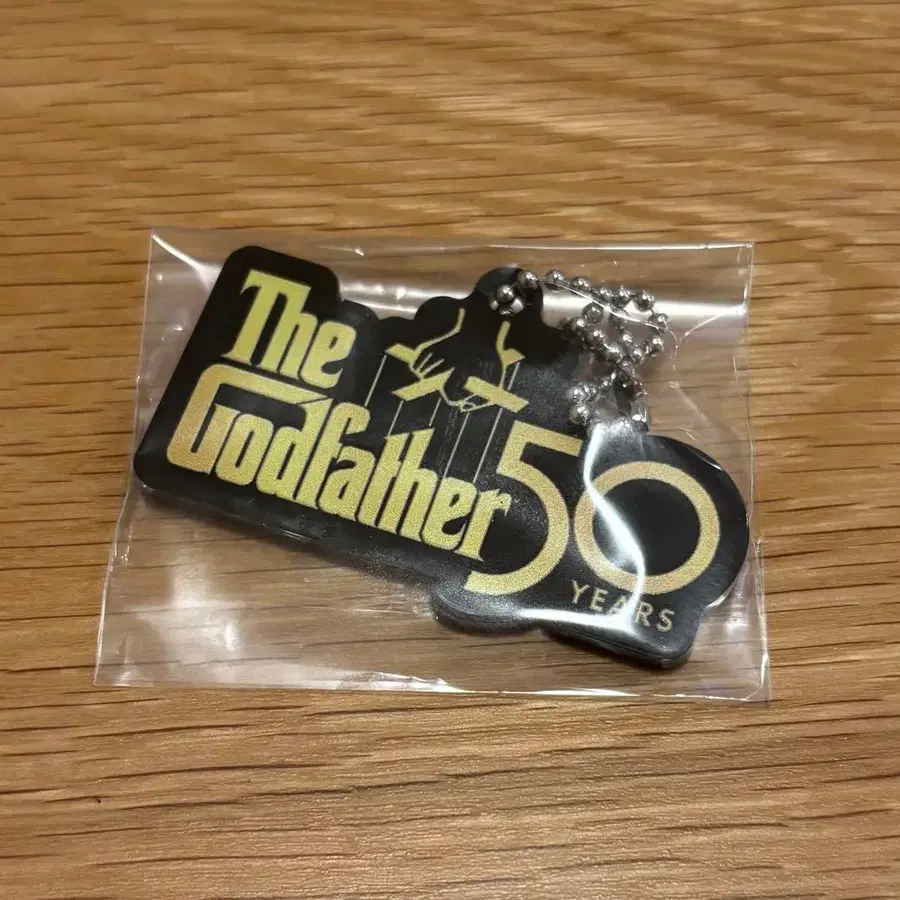 The
Godfather
50
YEARS